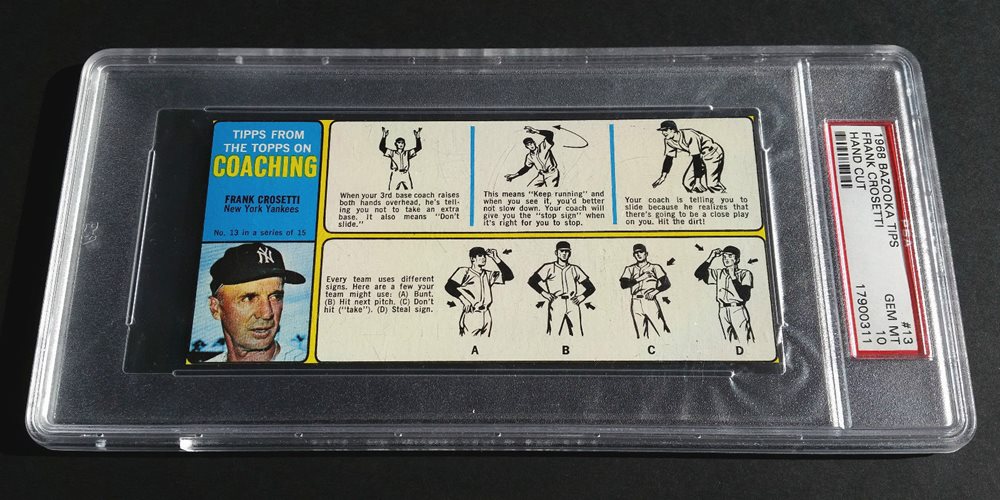 TIPPS FROM
THE TOPPS ON
COACHING
FRANK CROSETTI
New York Yankees
No. 13 in a series of 15
NY
When your 3rd base coach raises
both hands overhead, he's tell-
ing you not to take an extra
base. It also means "Don't
slide."
This means "Keep running" and
when you see it, you'd better
not slow down. Your coach will
give you the "stop sign" when
it's right for you to stop.
Your coach is telling you to
slide because he realizes that
there's going to be a close play
on you. Hit the dirt!
Every team uses different
signs. Here are a few your
team might use: (A) Bunt.
(B) Hit next pitch. (C) Don't
hit ("take"). (D) Steal sign.
A
B
C
D
1968 BAZOOKA TIPS #13
FRANK CROSETTI GEM MT
HAND CUT 10
17900311
PSA